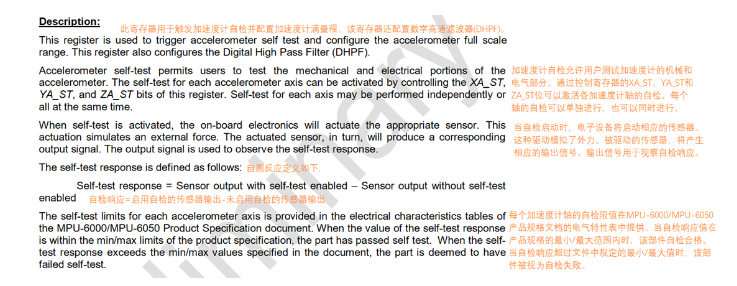 Description:
此寄存器用于触发加速度计自检并配置加速度计满量程。该寄存器还配置数字高通滤波器(DHPF)。
This register is used to trigger accelerometer self test and configure the accelerometer full scale
range. This register also configures the Digital High Pass Filter (DHPF).
Accelerometer self-test permits users to test the mechanical and electrical portions of the
accelerometer. The self-test for each accelerometer axis can be activated by controlling the XA_ST,
YA_ST, and ZA_ST bits of this register. Self-test for each axis may be performed independently or
all at the same time.
加速度计自检允许用户测试加速度计的机械和
电气部分。通过控制寄存器的XA_ST、YA_ST和
ZA_ST位可以激活各加速度计轴的自检。每个
轴的自检可以单独进行，也可以同时进行。
When self-test is activated, the on-board electronics will actuate the appropriate sensor. This
actuation simulates an external force. The actuated sensor, in turn, will produce a corresponding
output signal. The output signal is used to observe the self-test response.
当自检启动时，电子设备将启动相应的传感器。
这种驱动模拟了外力。被驱动的传感器，将产生
相应的输出信号。输出信号用于观察自检响应。
The self-test response is defined as follows: 自测反应定义如下:
Self-test response = Sensor output with self-test enabled – Sensor output without self-test
enabled 自检响应=启用自检的传感器输出-未启用自检的传感器输出
The self-test limits for each accelerometer axis is provided in the electrical characteristics tables of
the MPU-6000/MPU-6050 Product Specification document. When the value of the self-test response
is within the min/max limits of the product specification, the part has passed self test. When the self-
test response exceeds the min/max values specified in the document, the part is deemed to have
failed self-test.
每个加速度计轴的自检限值在MPU-6000/MPU-6050
产品规格文档的电气特性表中提供。当自检响应值在
产品规格的最小/最大范围内时，该部件自检合格。
当自检响应超过文件中规定的最小/最大值时，该部
件被视为自检失败。
liminary